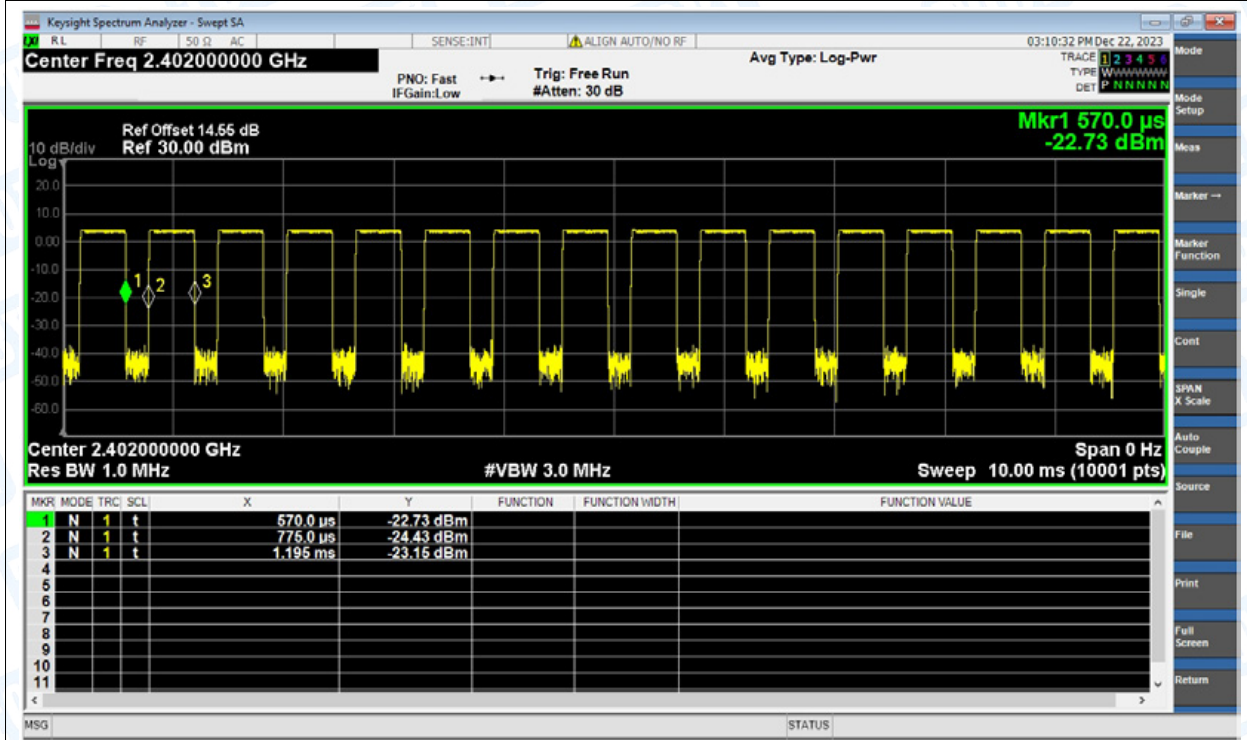 Keysight Spectrum Analyzer - Swept SA
RL RF 50 Ω AC SENSE:INT ALIGN AUTO/NO RF 03:10:32 PM Dec 22, 2023
Center Freq 2.402000000 GHz
PNO: Fast
IFGain:Low
Trig: Free Run
#Atten: 30 dB
Avg Type: Log-Pwr
TRACE 1 2 3 4 5 6
TYPE WWWWWWW
DET P N N N N N
Ref Offset 14.55 dB
Ref 30.00 dBm
10 dB/div
Log
Mkr1 570.0 µs
-22.73 dBm
20.0
10.0
0.00
-10.0
-20.0
-30.0
-40.0
-50.0
-60.0
1 2 3
Center 2.402000000 GHz Span 0 Hz
Res BW 1.0 MHz #VBW 3.0 MHz Sweep 10.00 ms (10001 pts)
MKR MODE TRC SCL X Y FUNCTION FUNCTION WIDTH FUNCTION VALUE
1 N 1 t 570.0 µs -22.73 dBm
2 N 1 t 775.0 µs -24.43 dBm
3 N 1 t 1.195 ms -23.15 dBm
4
5
6
7
8
9
10
11
MSG STATUS
Mode
Mode
Setup
Meas
Marker →
Marker
Function
Single
Cont
SPAN
X Scale
Auto
Couple
Source
File
Print
Full
Screen
Return